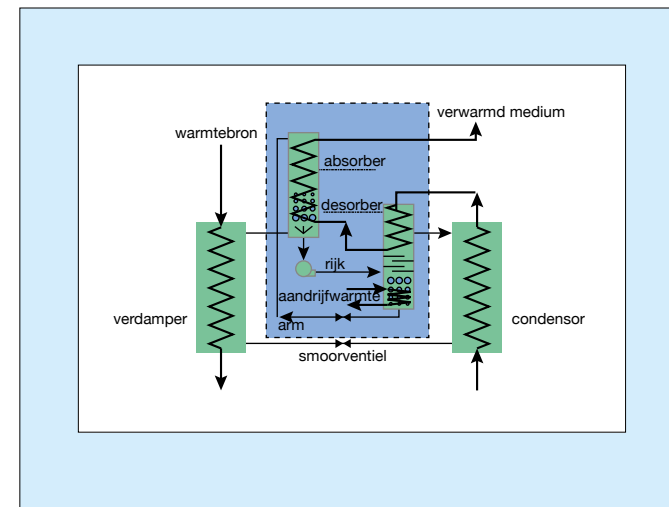 verwarmd medium
warmtebron
absorber
desorber
rijk
aandrijfwarmte
verdamper
arm
condensor
smoorventiel